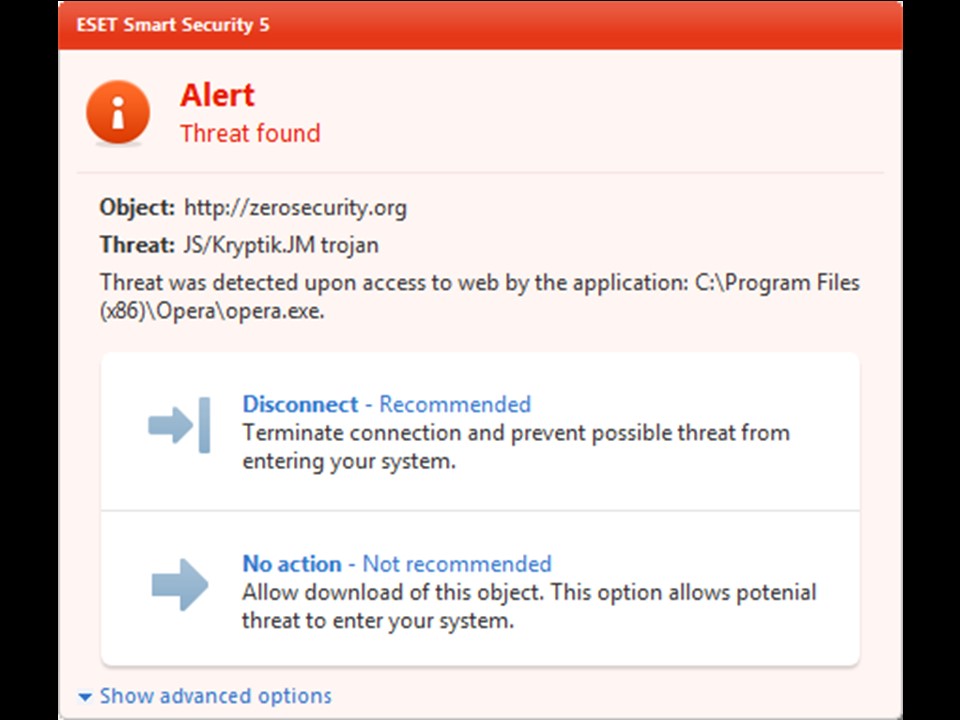 ESET Smart Security 5
Alert
Threat found
Object: http://zerosecurity.org
Threat: JS/Kryptik.JM trojan
Threat was detected upon access to web by the application: C:\Program Files
(x86)\Opera\opera.exe.
Disconnect - Recommended
Terminate connection and prevent possible threat from
entering your system.
No action - Not recommended
Allow download of this object. This option allows potenial
threat to enter your system.
Show advanced options